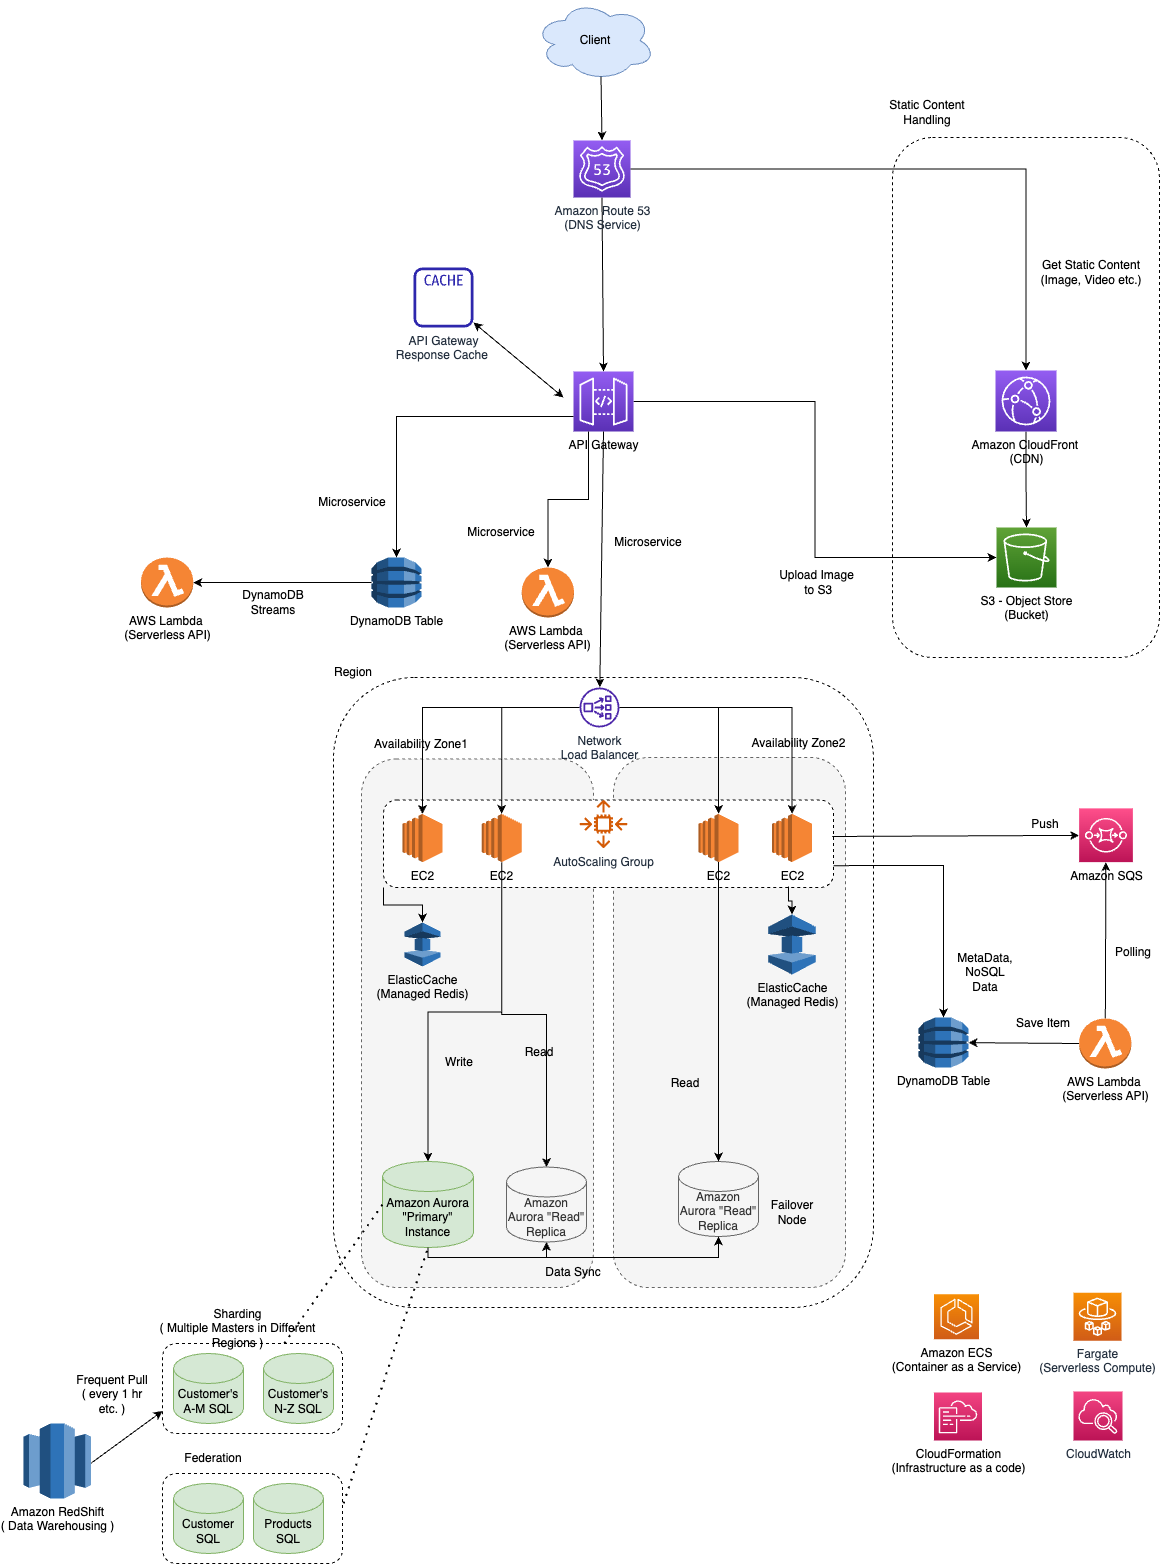 Client
Static Content
Handling
53
Amazon Route 53
(DNS Service)
Get Static Content
(Image, Video etc.)
CACHE
API Gateway
Response Cache
</>
API Gateway
Amazon CloudFront
(CDN)
Microservice
Microservice
Microservice
Upload Image
to S3
S3 - Object Store
(Bucket)
DynamoDB
Streams
AWS Lambda
(Serverless API)
DynamoDB Table
AWS Lambda
(Serverless API)
Region
Network
Load Balancer
Availability Zone1
Availability Zone2
AutoScaling Group
EC2
EC2
EC2
EC2
Push
Amazon SQS
ElasticCache
(Managed Redis)
ElasticCache
(Managed Redis)
MetaData,
NoSQL
Data
Polling
Save Item
DynamoDB Table
AWS Lambda
(Serverless API)
Write
Read
Read
Amazon Aurora
"Primary"
Instance
Amazon
Aurora "Read"
Replica
Amazon
Aurora "Read"
Replica
Failover
Node
Data Sync
Sharding
( Multiple Masters in Different
Regions )
Customer's
A-M SQL
Customer's
N-Z SQL
Frequent Pull
( every 1 hr
etc. )
Amazon RedShift
( Data Warehousing )
Federation
Customer
SQL
Products
SQL
Amazon ECS
(Container as a Service)
Fargate
(Serverless Compute)
CloudFormation
(Infrastructure as a code)
CloudWatch